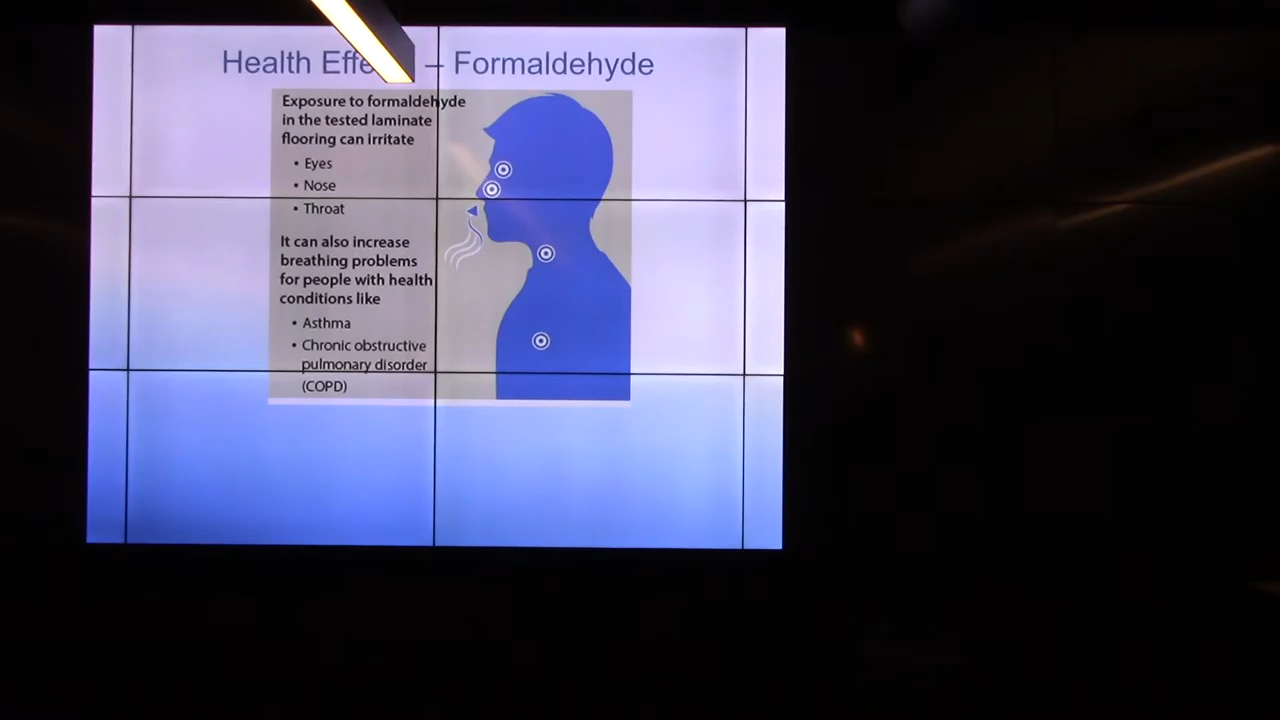 Health Effe – Formaldehyde
Exposure to formaldehyde
in the tested laminate
flooring can irritate
• Eyes
• Nose
• Throat
It can also increase
breathing problems
for people with health
conditions like
• Asthma
• Chronic obstructive
pulmonary disorder
(COPD)